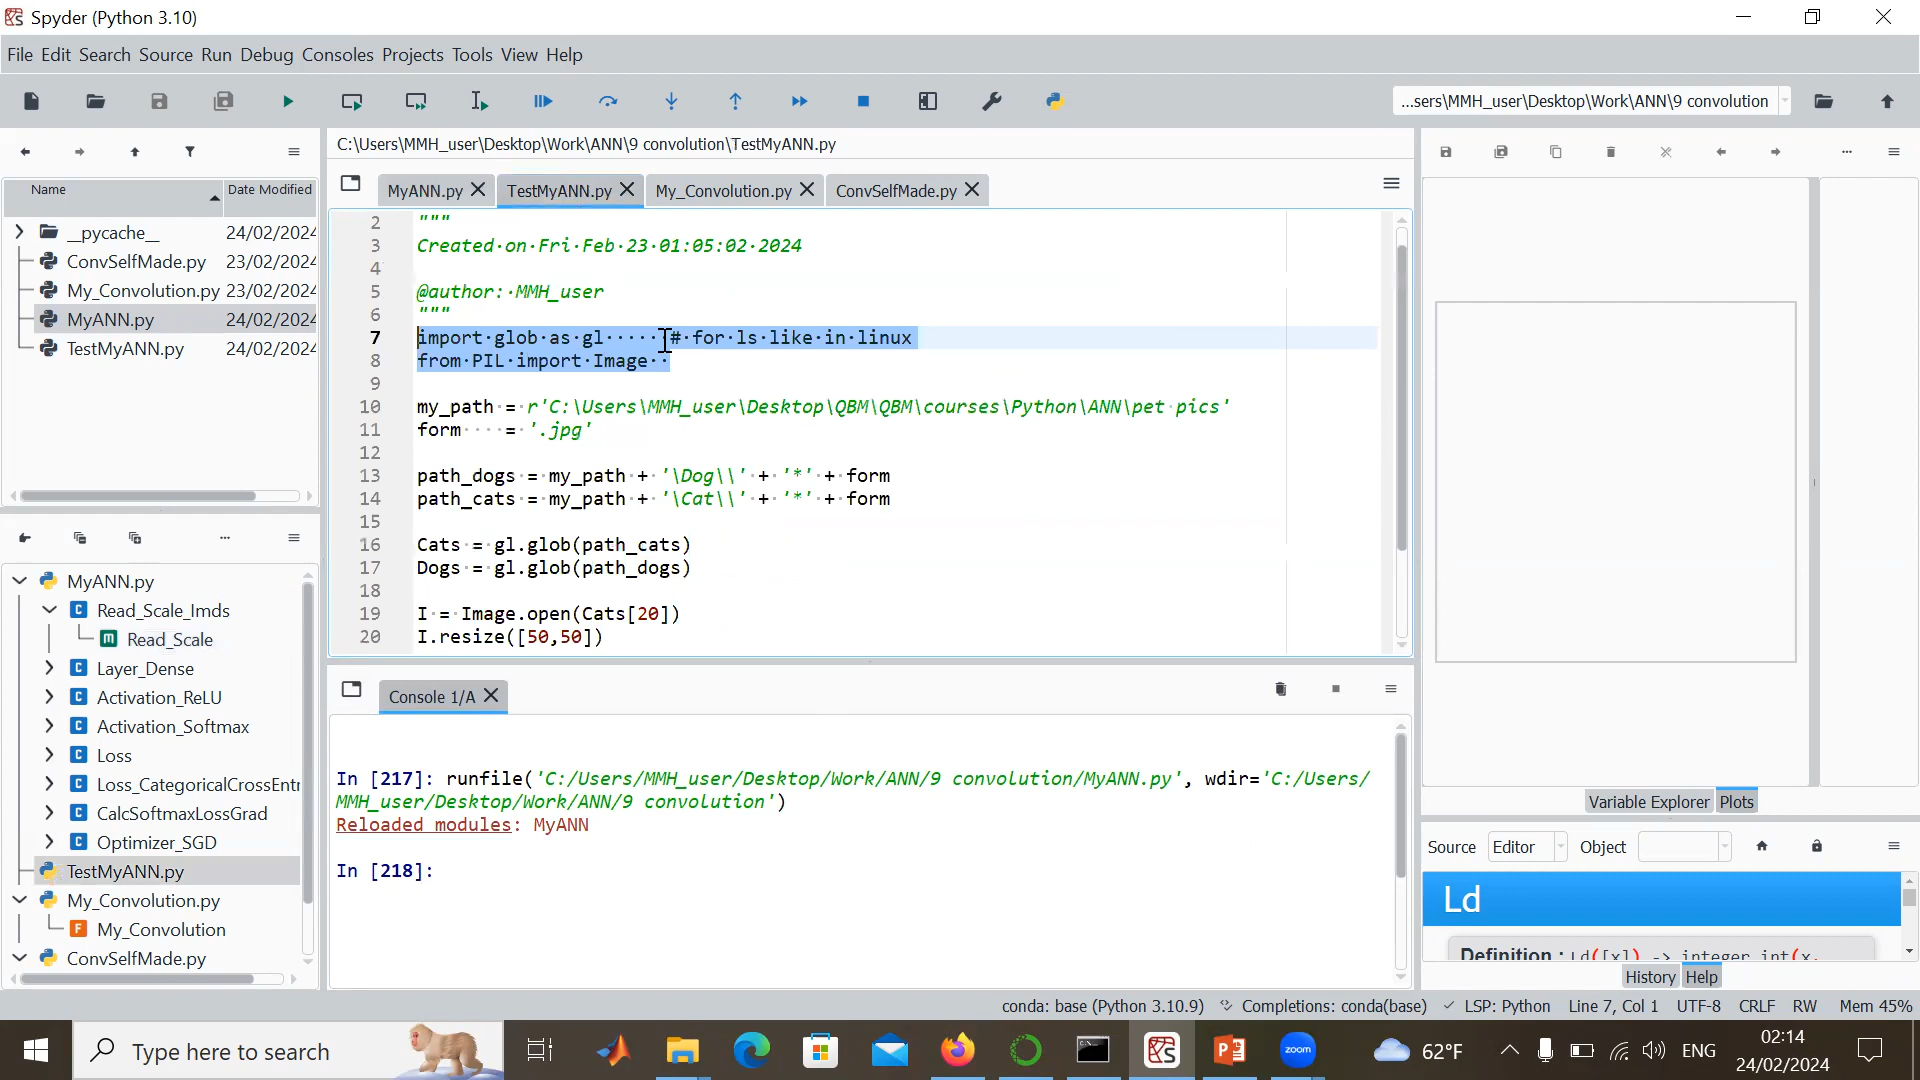 Spyder (Python 3.10)
File Edit Search Source Run Debug Consoles Projects Tools View Help
...sers\MMH_user\Desktop\Work\ANN\9 convolution
C:\Users\MMH_user\Desktop\Work\ANN\9 convolution\TestMyANN.py
Name Date Modified
__pycache__ 24/02/2024
ConvSelfMade.py 23/02/2024
My_Convolution.py 23/02/2024
MyANN.py 24/02/2024
TestMyANN.py 24/02/2024
MyANN.py TestMyANN.py My_Convolution.py ConvSelfMade.py
2 """
3 Created on Fri Feb 23 01:05:02 2024
4
5 @author: MMH_user
6 """
7 import glob as gl # for ls like in linux
8 from PIL import Image
9
10 my_path = r'C:\Users\MMH_user\Desktop\QBM\QBM\courses\Python\ANN\pet pics'
11 form = '.jpg'
12
13 path_dogs = my_path + '\Dog\\' + '*' + form
14 path_cats = my_path + '\Cat\\' + '*' + form
15
16 Cats = gl.glob(path_cats)
17 Dogs = gl.glob(path_dogs)
18
19 I = Image.open(Cats[20])
20 I.resize([50,50])
MyANN.py
Read_Scale_Imds
Read_Scale
Layer_Dense
Activation_ReLU
Activation_Softmax
Loss
Loss_CategoricalCrossEntr
CalcSoftmaxLossGrad
Optimizer_SGD
TestMyANN.py
My_Convolution.py
My_Convolution
ConvSelfMade.py
Console 1/A
In [217]: runfile('C:/Users/MMH_user/Desktop/Work/ANN/9 convolution/MyANN.py', wdir='C:/Users/
MMH_user/Desktop/Work/ANN/9 convolution')
Reloaded modules: MyANN
In [218]:
Variable Explorer Plots
Source Editor Object
Ld
Definition : Ld([x]) -> integer int(x,
History Help
conda: base (Python 3.10.9) Completions: conda(base) LSP: Python Line 7, Col 1 UTF-8 CRLF RW Mem 45%
Type here to search
62°F
ENG
02:14
24/02/2024